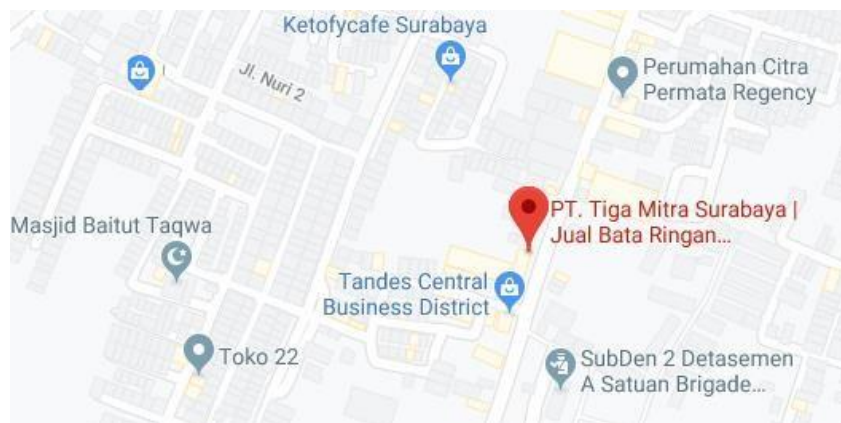 Ketofycafe Surabaya
Jl. Nuri 2
Perumahan Citra
Permata Regency
PT. Tiga Mitra Surabaya |
Jual Bata Ringan...
Masjid Baitut Taqwa
Tandes Central
Business District
Toko 22
SubDen 2 Detasemen
A Satuan Brigade...